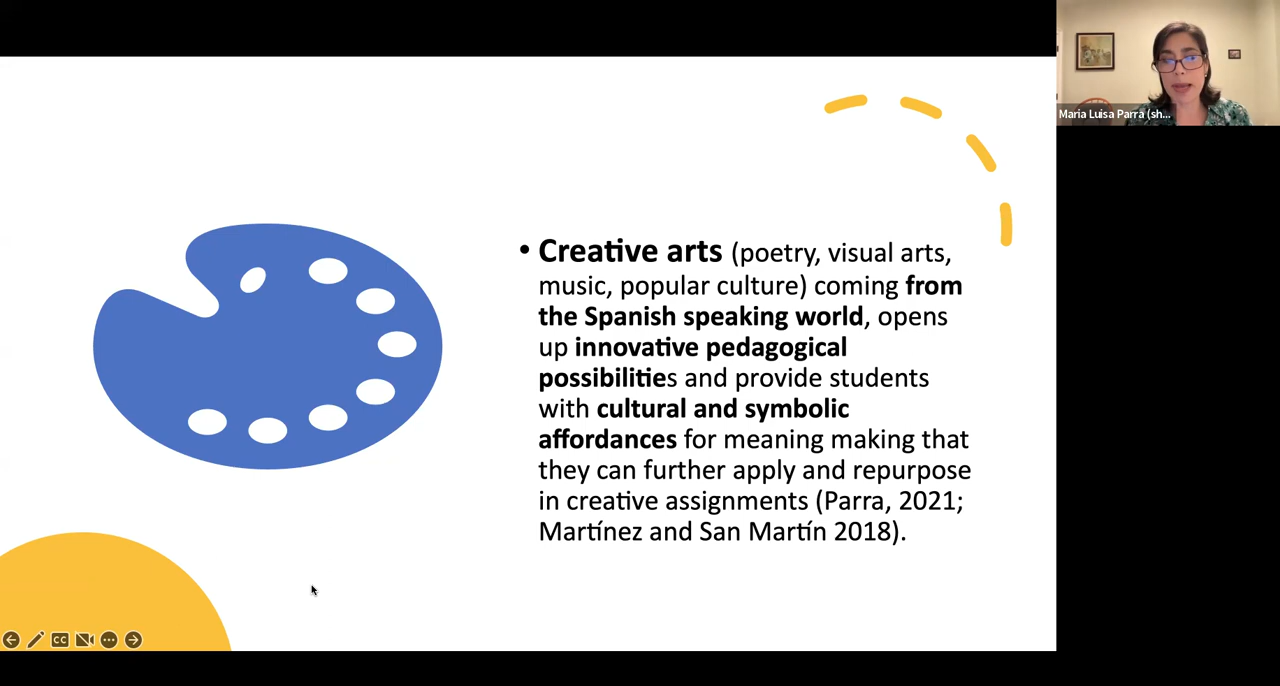 Maria Luisa Parra (sh...
• Creative arts (poetry, visual arts,
music, popular culture) coming from
the Spanish speaking world, opens
up innovative pedagogical
possibilities and provide students
with cultural and symbolic
affordances for meaning making that
they can further apply and repurpose
in creative assignments (Parra, 2021;
Martínez and San Martín 2018).
CC